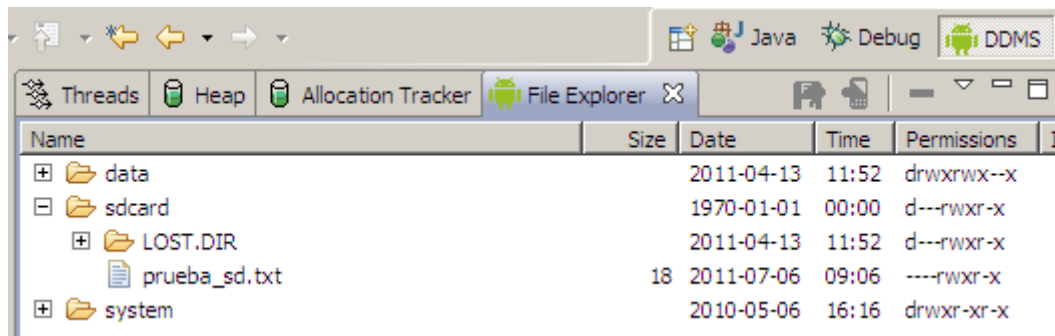 Java Debug DDMS
Threads Heap Allocation Tracker File Explorer
Name Size Date Time Permissions
data 2011-04-13 11:52 drwxrwx--x
sdcard 1970-01-01 00:00 d---rwxr-x
LOST.DIR 2011-04-13 11:52 d---rwxr-x
prueba_sd.txt 18 2011-07-06 09:06 ----rwxr-x
system 2010-05-06 16:16 drwxr-xr-x